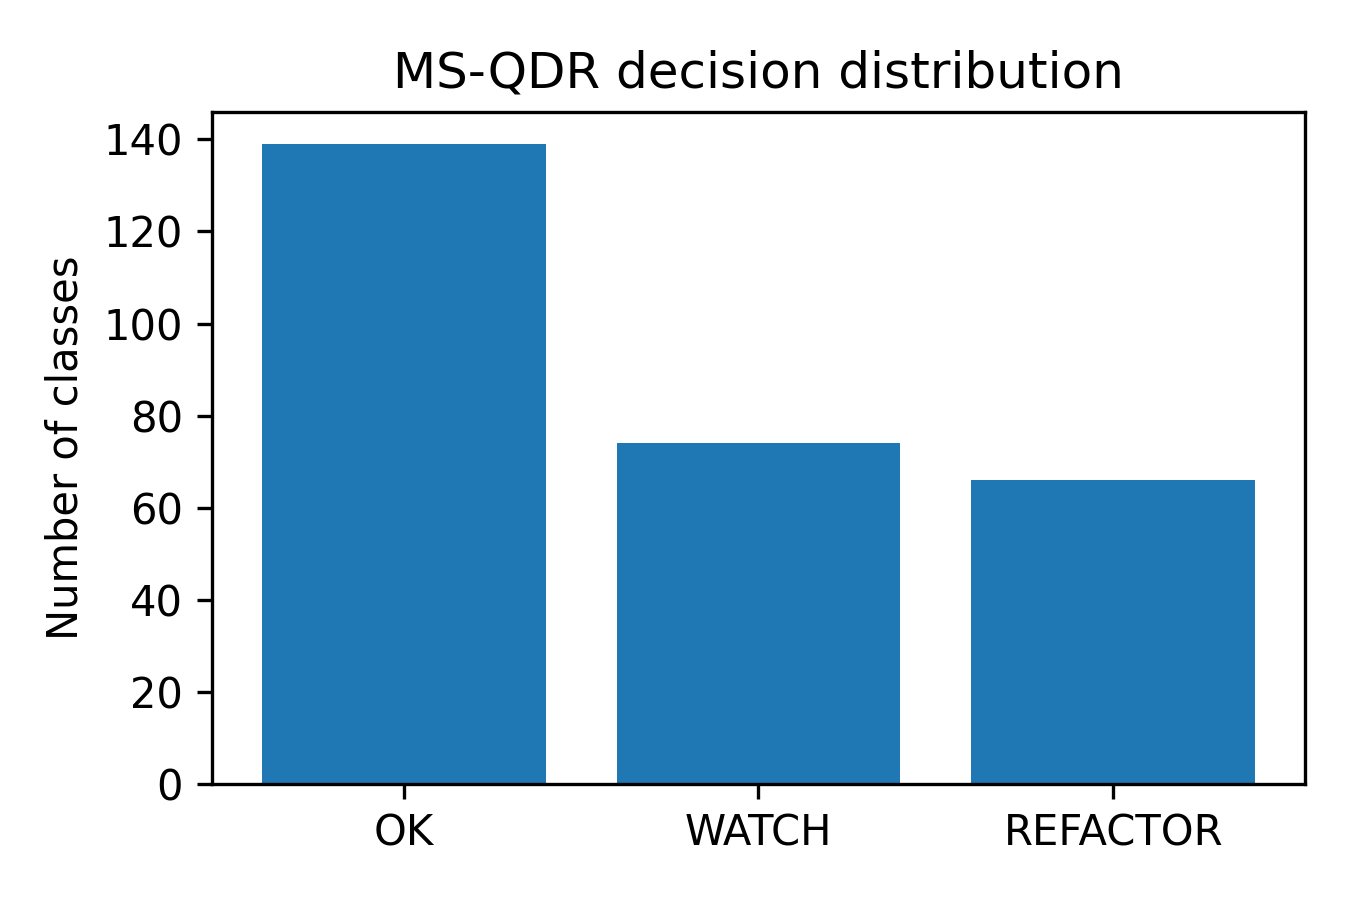 MS-QDR decision distribution
Number of classes
140
120
100
80
60
40
20
0
OK
WATCH
REFACTOR